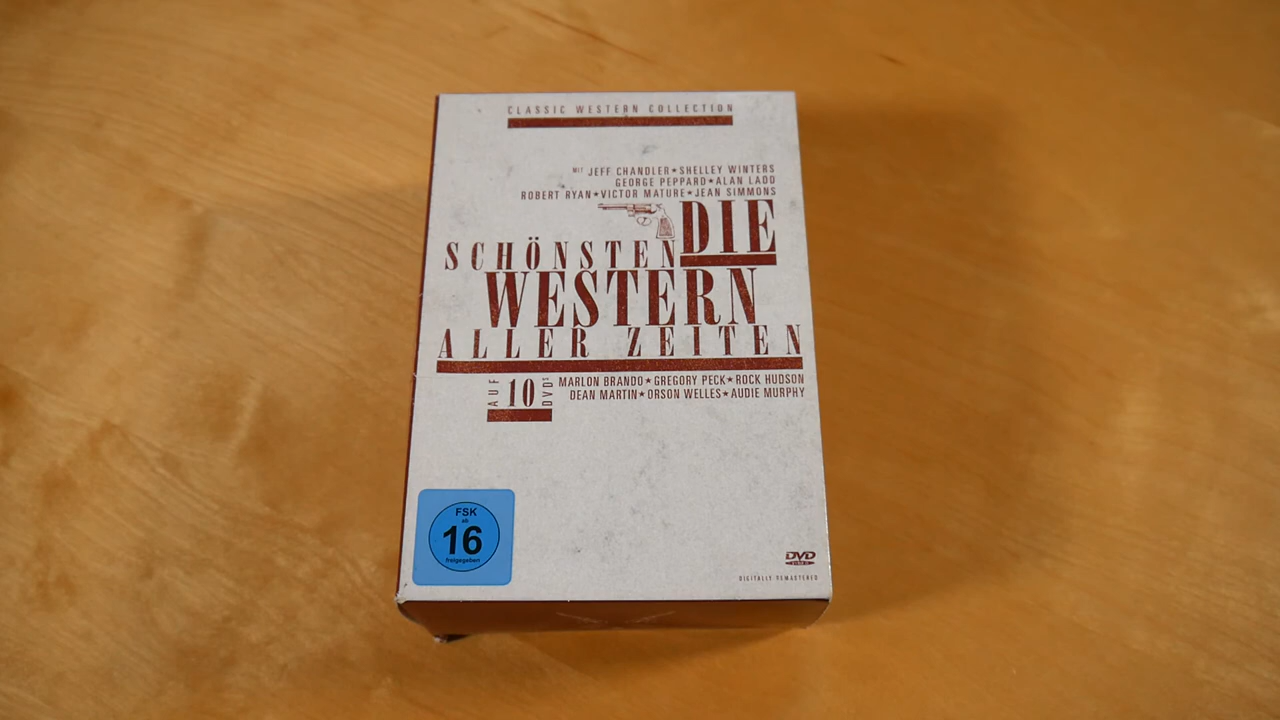 CLASSIC WESTERN COLLECTION
MIT JEFF CHANDLER★SHELLEY WINTERS
GEORGE PEPPARD★ALAN LADD
ROBERT RYAN★VICTOR MATURE★JEAN SIMMONS
DIE
SCHÖNSTEN
WESTERN
ALLER ZEITEN
AUF 10 DVDs
MARLON BRANDO★GREGORY PECK★ROCK HUDSON
DEAN MARTIN★ORSON WELLES★AUDIE MURPHY
FSK
ab
16
freigegeben
DVD
VIDEO
DIGITALLY REMASTERED